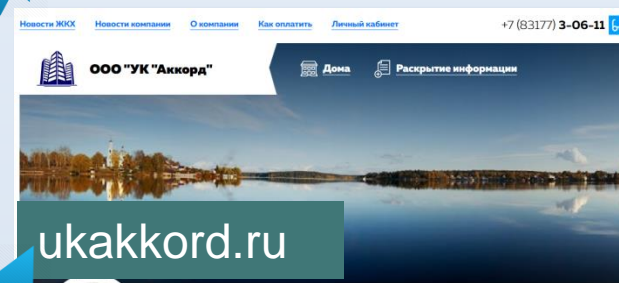 Новости ЖКХ Новости компании О компании Как оплатить Личный кабинет +7 (83177) 3-06-11
ООО "УК "Аккорд" Дома Раскрытие информации
ukakkord.ru